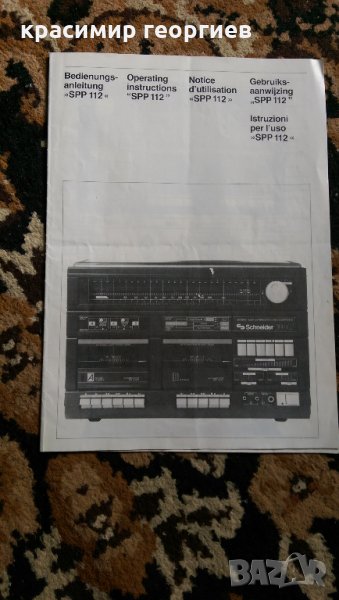 красимир георгиев
Bedienungs-
anleitung
»SPP 112«
Operating
instructions
"SPP 112"
Notice
d'utilisation
»SPP 112»
Gebruiks-
aanwijzing
„SPP 112”
Istruzioni
per l'uso
»SPP 112«
Schneider
BAZAR